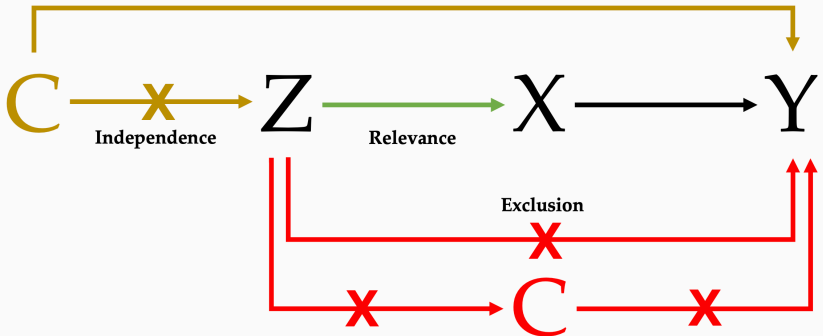 C X Z X Y
Independence
Relevance
Exclusion
X
X C X